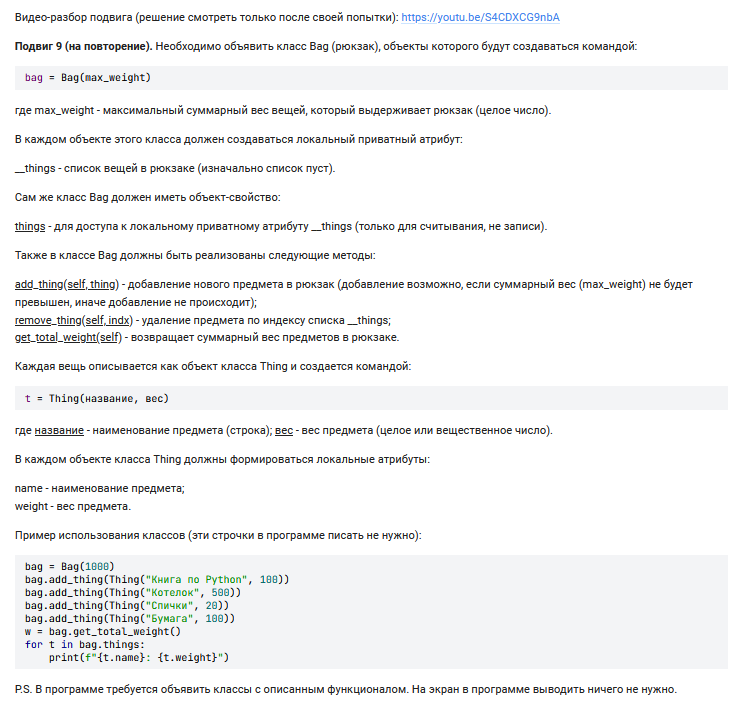 Видео-разбор подвига (решение смотреть только после своей попытки): https://youtu.be/S4CDXCG9nbA
Подвиг 9 (на повторение). Необходимо объявить класс Bag (рюкзак), объекты которого будут создаваться командой:
bag = Bag(max_weight)
где max_weight - максимальный суммарный вес вещей, который выдерживает рюкзак (целое число).
В каждом объекте этого класса должен создаваться локальный приватный атрибут:
__things - список вещей в рюкзаке (изначально список пуст).
Сам же класс Bag должен иметь объект-свойство:
things - для доступа к локальному приватному атрибуту __things (только для считывания, не записи).
Также в классе Bag должны быть реализованы следующие методы:
add_thing(self, thing) - добавление нового предмета в рюкзак (добавление возможно, если суммарный вес (max_weight) не будет
превышен, иначе добавление не происходит);
remove_thing(self, indx) - удаление предмета по индексу списка __things;
get_total_weight(self) - возвращает суммарный вес предметов в рюкзаке.
Каждая вещь описывается как объект класса Thing и создается командой:
t = Thing(название, вес)
где название - наименование предмета (строка); вес - вес предмета (целое или вещественное число).
В каждом объекте класса Thing должны формироваться локальные атрибуты:
name - наименование предмета;
weight - вес предмета.
Пример использования классов (эти строчки в программе писать не нужно):
bag = Bag(1000)
bag.add_thing(Thing("Книга по Python", 100))
bag.add_thing(Thing("Котелок", 500))
bag.add_thing(Thing("Спички", 20))
bag.add_thing(Thing("Бумага", 100))
w = bag.get_total_weight()
for t in bag.things:
    print(f"{t.name}: {t.weight}")
P.S. В программе требуется объявить классы с описанным функционалом. На экран в программе выводить ничего не нужно.